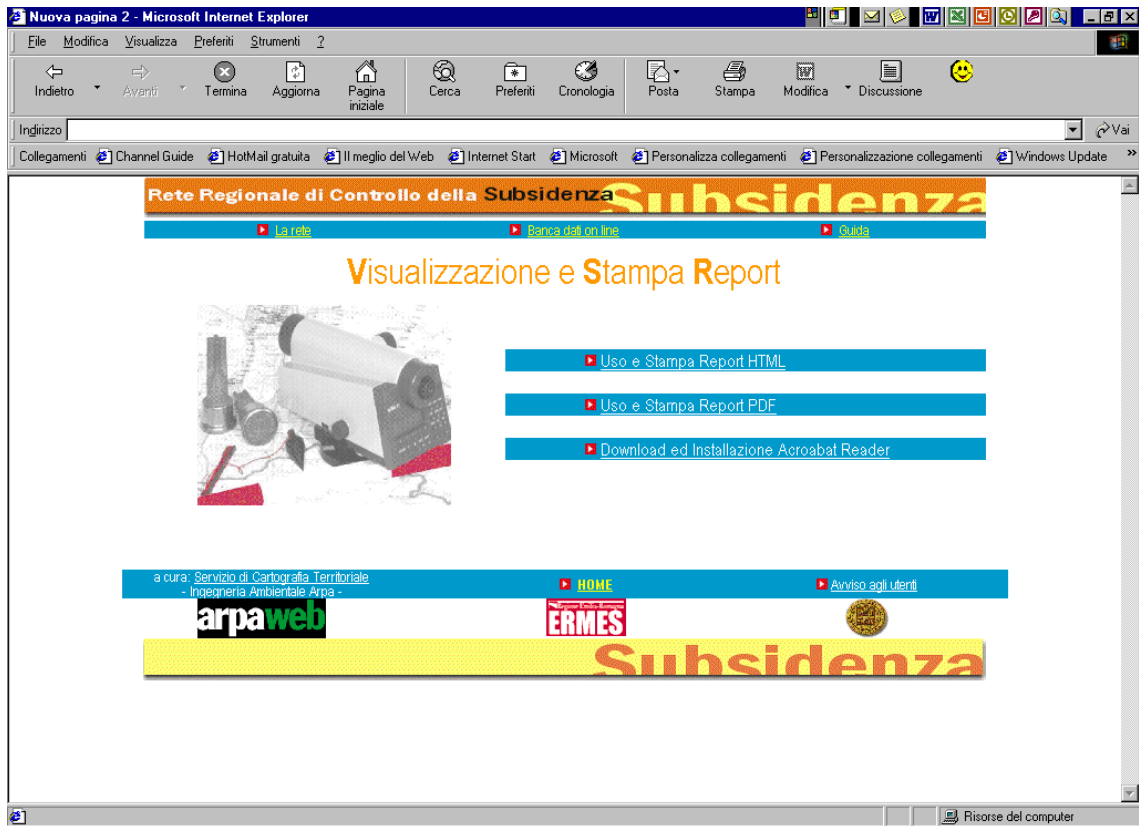 Nuova pagina 2 - Microsoft Internet Explorer
File Modifica Visualizza Preferiti Strumenti ?
Indietro Avanti Termina Aggiorna Pagina iniziale Cerca Preferiti Cronologia Posta Stampa Modifica Discussione
Indirizzo Vai
Collegamenti Channel Guide HotMail gratuita Il meglio del Web Internet Start Microsoft Personalizza collegamenti Personalizzazione collegamenti Windows Update »
Rete Regionale di Controllo della Subsidenza Subsidenza
La rete Banca dati on line Guida
Visualizzazione e Stampa Report
Uso e Stampa Report HTML
Uso e Stampa Report PDF
Download ed Installazione Acroabat Reader
a cura: Servizio di Cartografia Territoriale
- Ingegneria Ambientale Arpa -
HOME Avviso agli utenti
arpaweb
Regione Emilia-Romagna
ERMES
Subsidenza
Risorse del computer